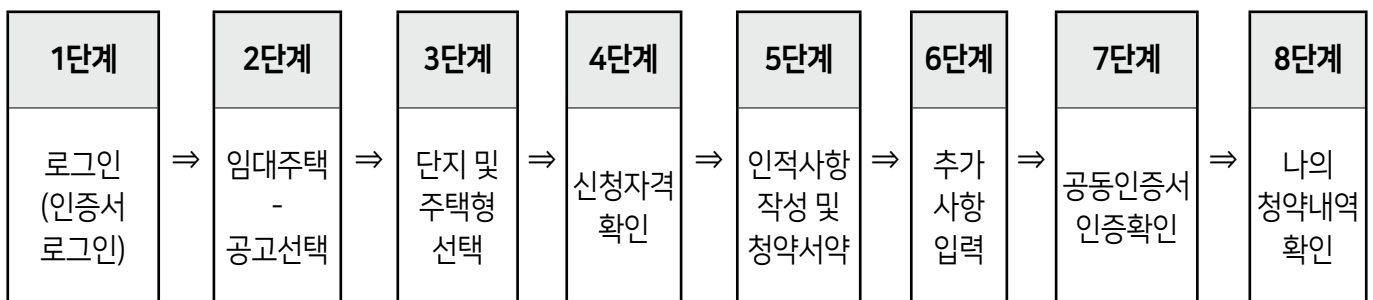 1단계
로그인
(인증서
로그인)
⇒
2단계
임대주택
-
공고선택
⇒
3단계
단지 및
주택형
선택
⇒
4단계
신청자격
확인
⇒
5단계
인적사항
작성 및
청약서약
⇒
6단계
추가
사항
입력
⇒
7단계
공동인증서
인증확인
⇒
8단계
나의
청약내역
확인